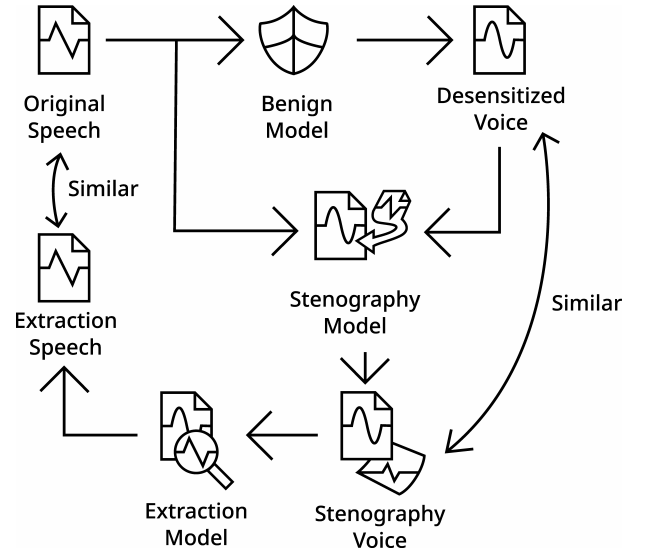 Original
Speech
Benign
Model
Desensitized
Voice
Similar
Extraction
Speech
Stenography
Model
Similar
Extraction
Model
Stenography
Voice